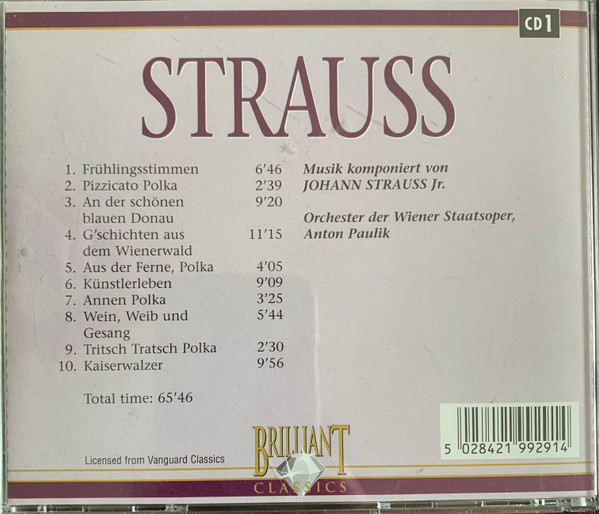 CD1
STRAUSS
1. Frühlingsstimmen 6'46
2. Pizzicato Polka 2'39
3. An der schönen 9'20
blauen Donau
4. G'schichten aus 11'15
dem Wienerwald
5. Aus der Ferne, Polka 4'05
6. Künstlerleben 9'09
7. Annen Polka 3'25
8. Wein, Weib und 5'44
Gesang
9. Tritsch Tratsch Polka 2'30
10. Kaiserwalzer 9'56
Total time: 65'46
Musik komponiert von
JOHANN STRAUSS Jr.
Orchester der Wiener Staatsoper,
Anton Paulik
Licensed from Vanguard Classics
BRILLIANT
CLASSICS
5 028421 992914